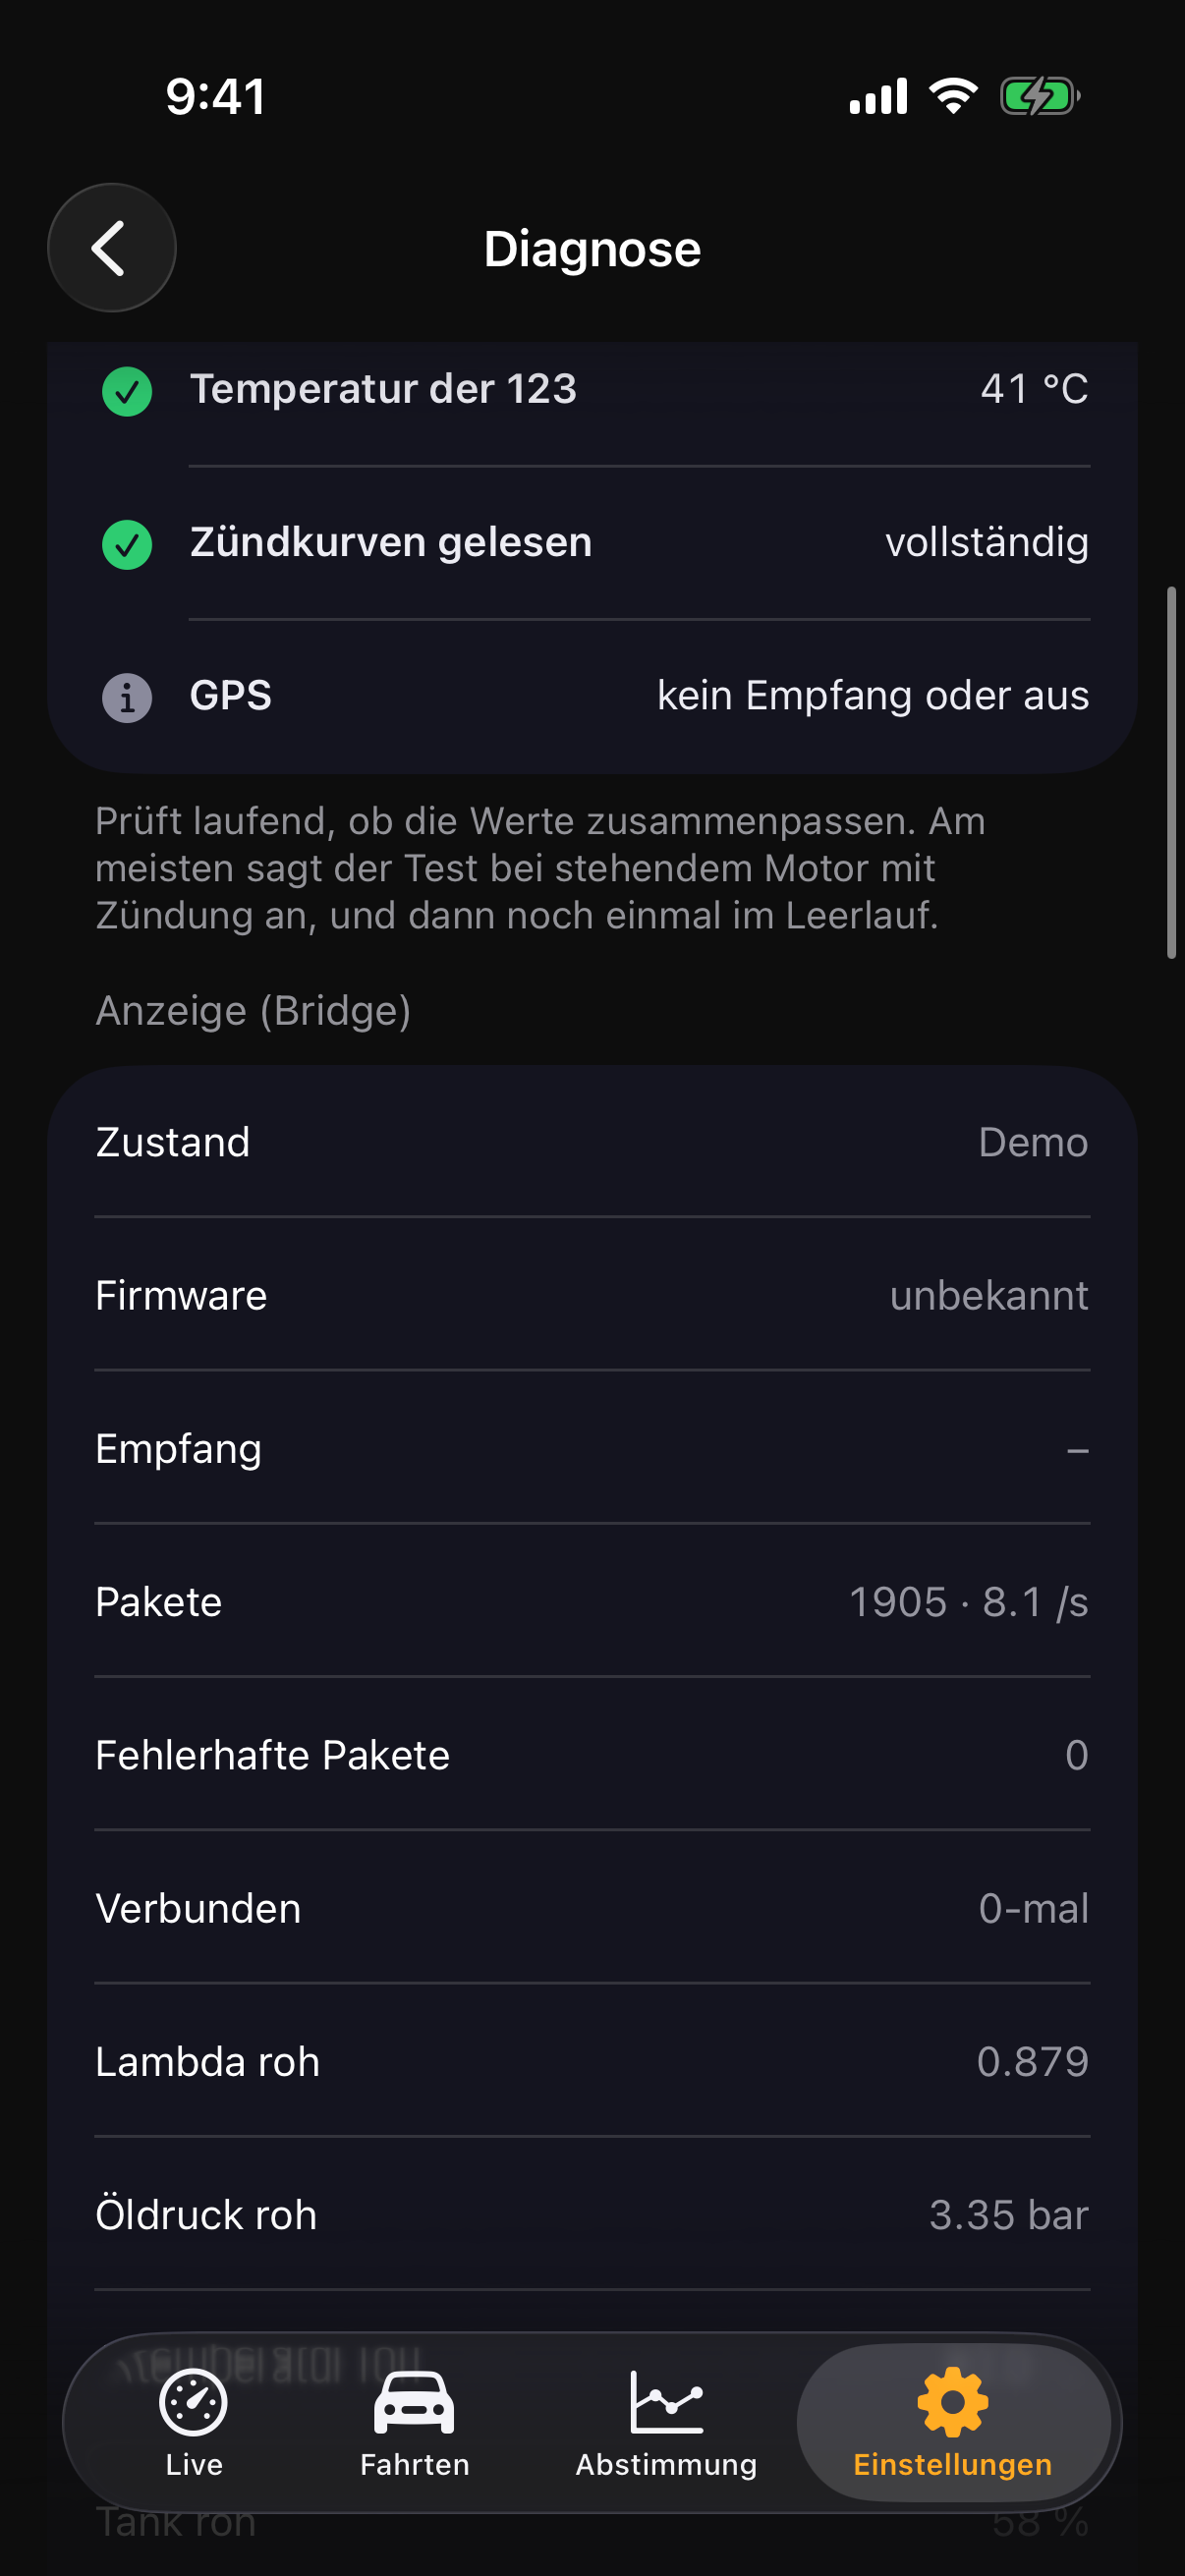 9:41
Diagnose
Temperatur der 123 41 °C
Zündkurven gelesen vollständig
GPS kein Empfang oder aus
Prüft laufend, ob die Werte zusammenpassen. Am
meisten sagt der Test bei stehendem Motor mit
Zündung an, und dann noch einmal im Leerlauf.
Anzeige (Bridge)
Zustand Demo
Firmware unbekannt
Empfang –
Pakete 1905 · 8.1 /s
Fehlerhafte Pakete 0
Verbunden 0-mal
Lambda roh 0.879
Öldruck roh 3.35 bar
Live Fahrten Abstimmung Einstellungen
Tank roh 58 %